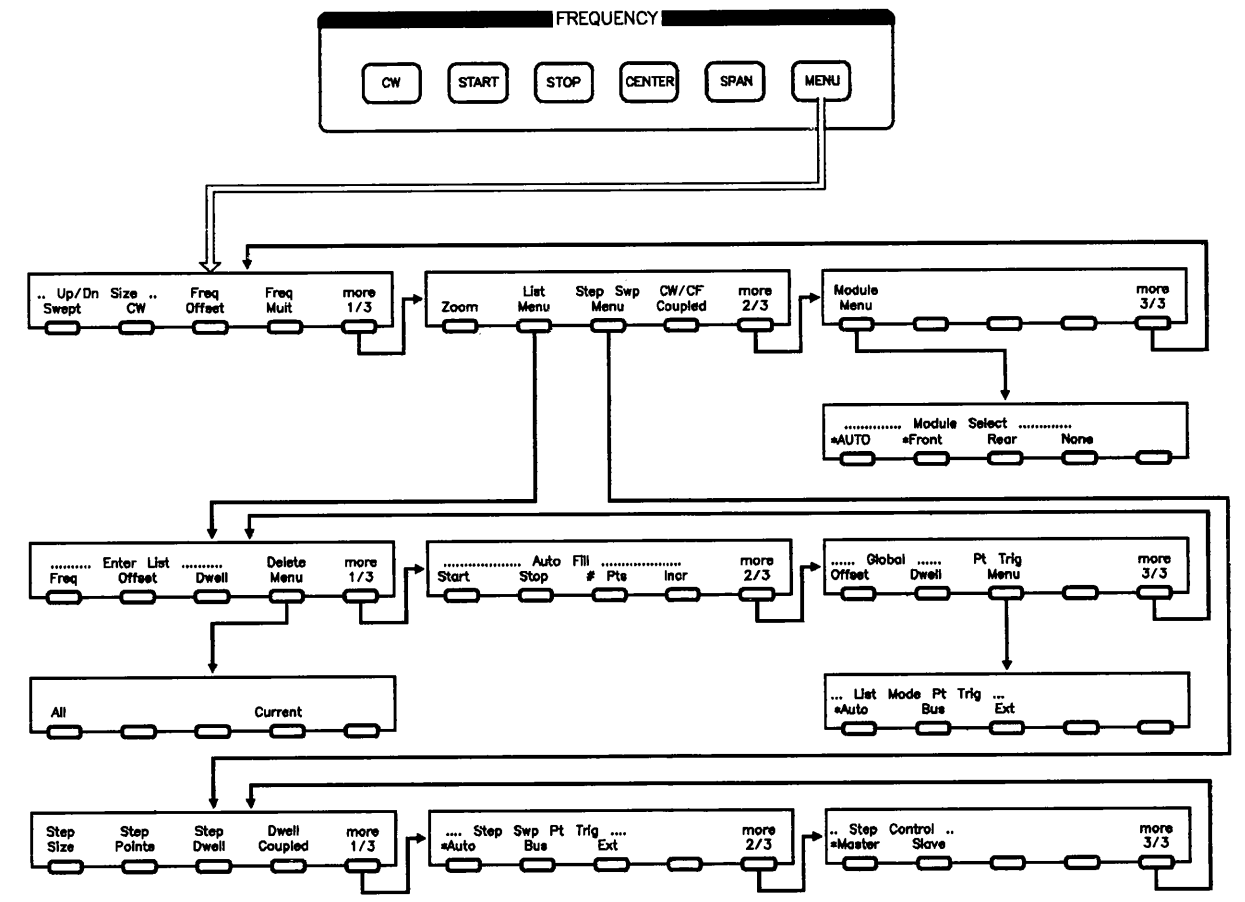 FREQUENCY
CW START STOP CENTER SPAN MENU
.. Up/Dn Size .. Freq Freq more
Swept CW Offset Mult 1/3
List Step Swp CW/CF more
Zoom Menu Menu Coupled 2/3
Module more
Menu 3/3
.............. Module Select .............
*AUTO *Front Rear None
.......... Enter List .......... Delete more
Freq Offset Dwell Menu 1/3
................... Auto Fill ................... more
Start Stop # Pts Incr 2/3
...... Global ...... Pt Trig more
Offset Dwell Menu 3/3
All Current
... List Mode Pt Trig ...
*Auto Bus Ext
Step Step Step Dwell more
Size Points Dwell Coupled 1/3
.... Step Swp Pt Trig .... more
*Auto Bus Ext 2/3
.. Step Control .. more
*Master Slave 3/3